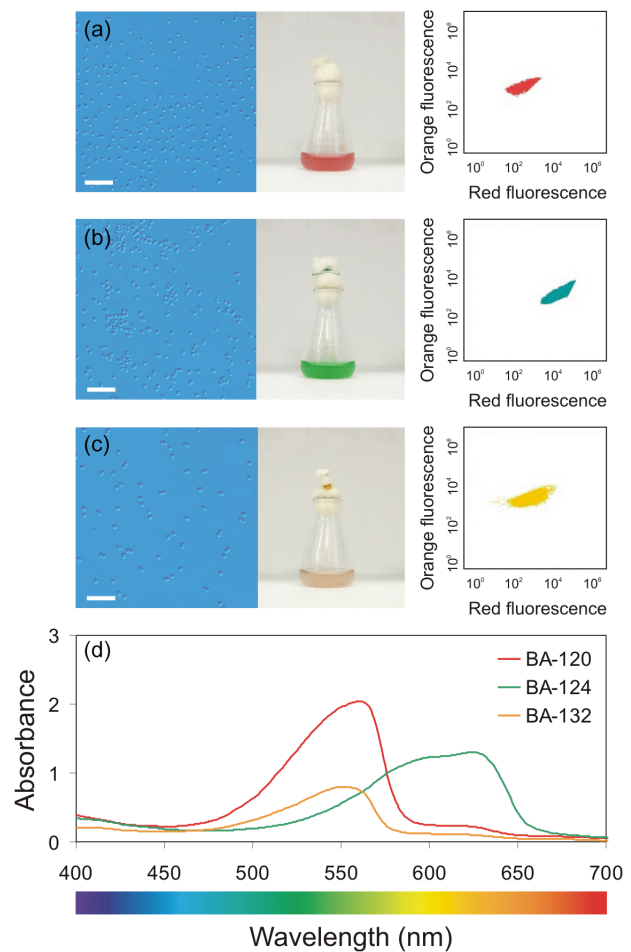 (a)
Orange fluorescence
10⁶
10⁴
10²
10⁰
10⁰ 10² 10⁴ 10⁶
Red fluorescence
(b)
Orange fluorescence
10⁶
10⁴
10²
10⁰
10⁰ 10² 10⁴ 10⁶
Red fluorescence
(c)
Orange fluorescence
10⁶
10⁴
10²
10⁰
10⁰ 10² 10⁴ 10⁶
Red fluorescence
(d)
BA-120
BA-124
BA-132
Absorbance
3
2
1
0
400 450 500 550 600 650 700
Wavelength (nm)